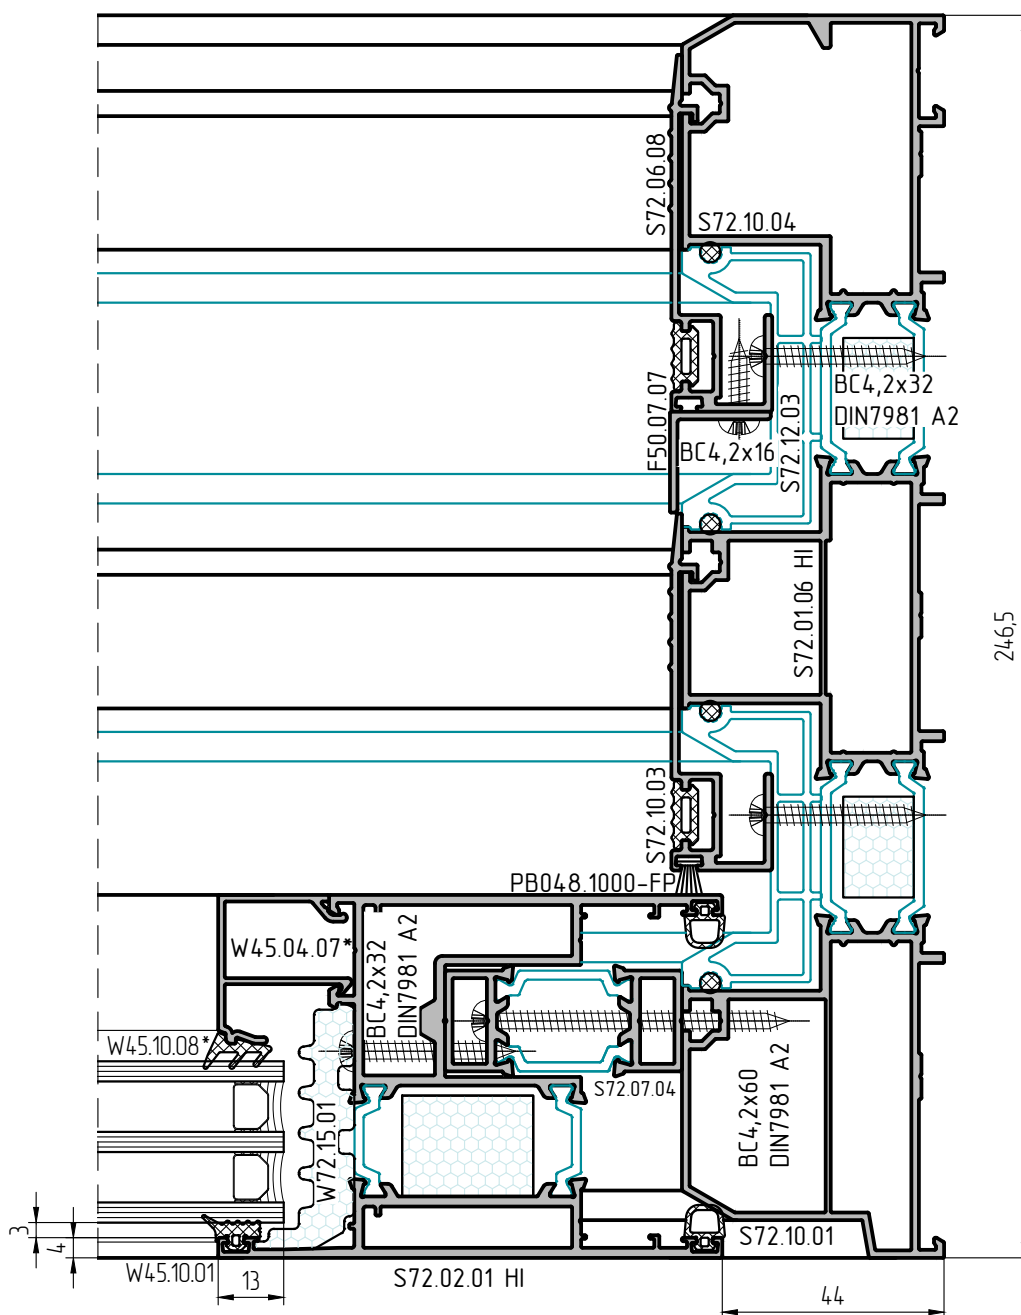 S72.06.08
S72.10.04
F50.07.07
BC4,2x32
DIN7981 A2
BC4,2x16
S72.12.03
S72.01.06 HI
246,5
S72.10.03
PB048.1000-FP
W45.04.07*
BC4,2x32
DIN7981 A2
W45.10.08*
S72.07.04
W72.15.01
BC4,2x60
DIN7981 A2
3
4
S72.10.01
W45.10.01
13
S72.02.01 HI
44